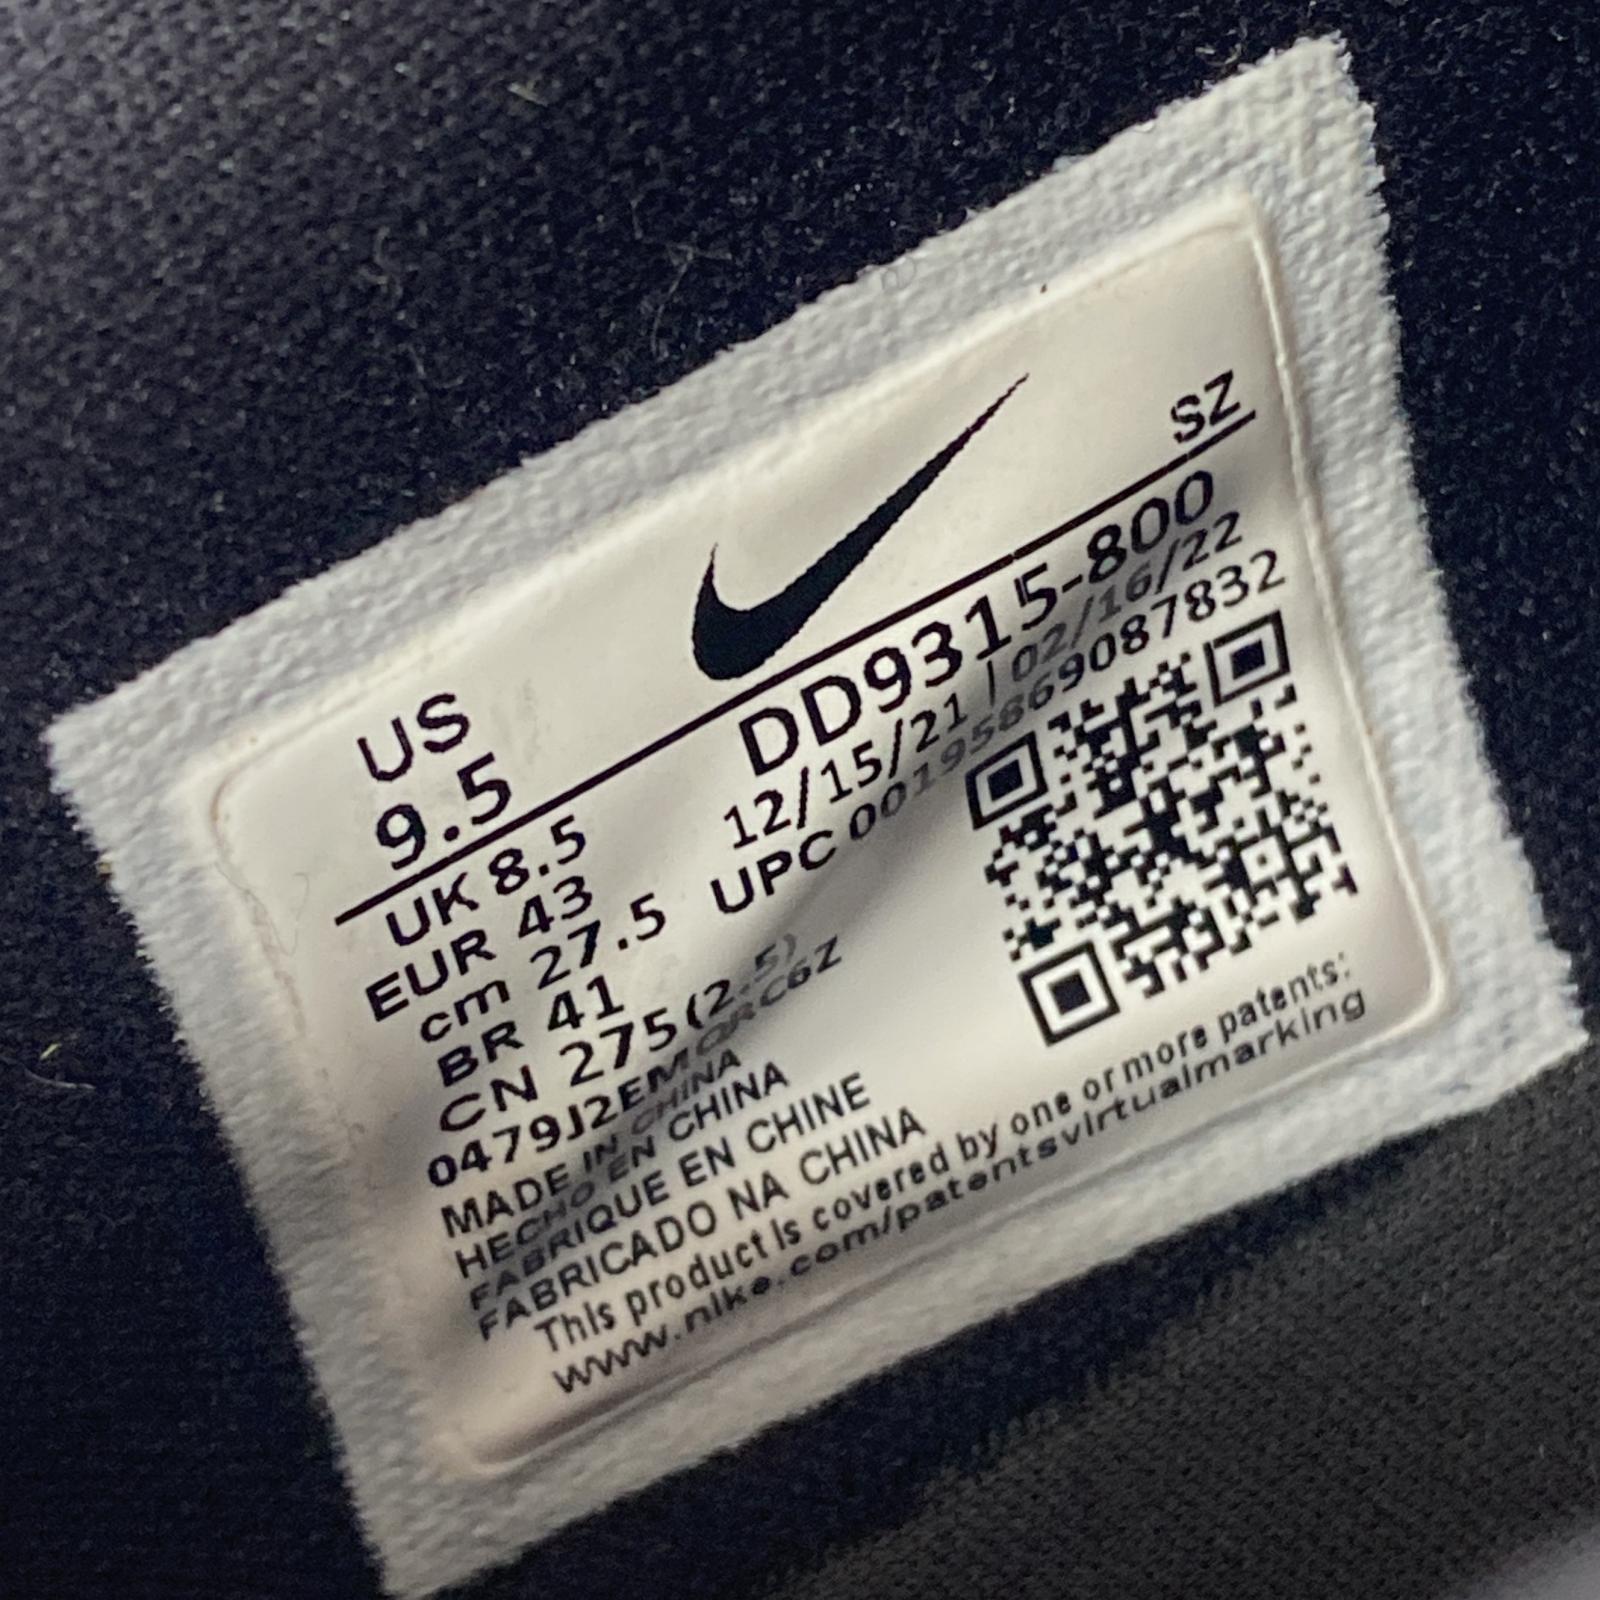 US
9.5
SZ
UK 8.5
EUR 43
cm 27.5
BR 41
CN 275(2.5)
DD9315-800
12/15/21 | 02/16/22
UPC 00195869087832
0479J2EMQRC6Z
MADE IN CHINA
HECHO EN CHINA
FABRIQUE EN CHINE
FABRICADO NA CHINA
This product is covered by one or more patents:
www.nike.com/patentsvirtualmarking